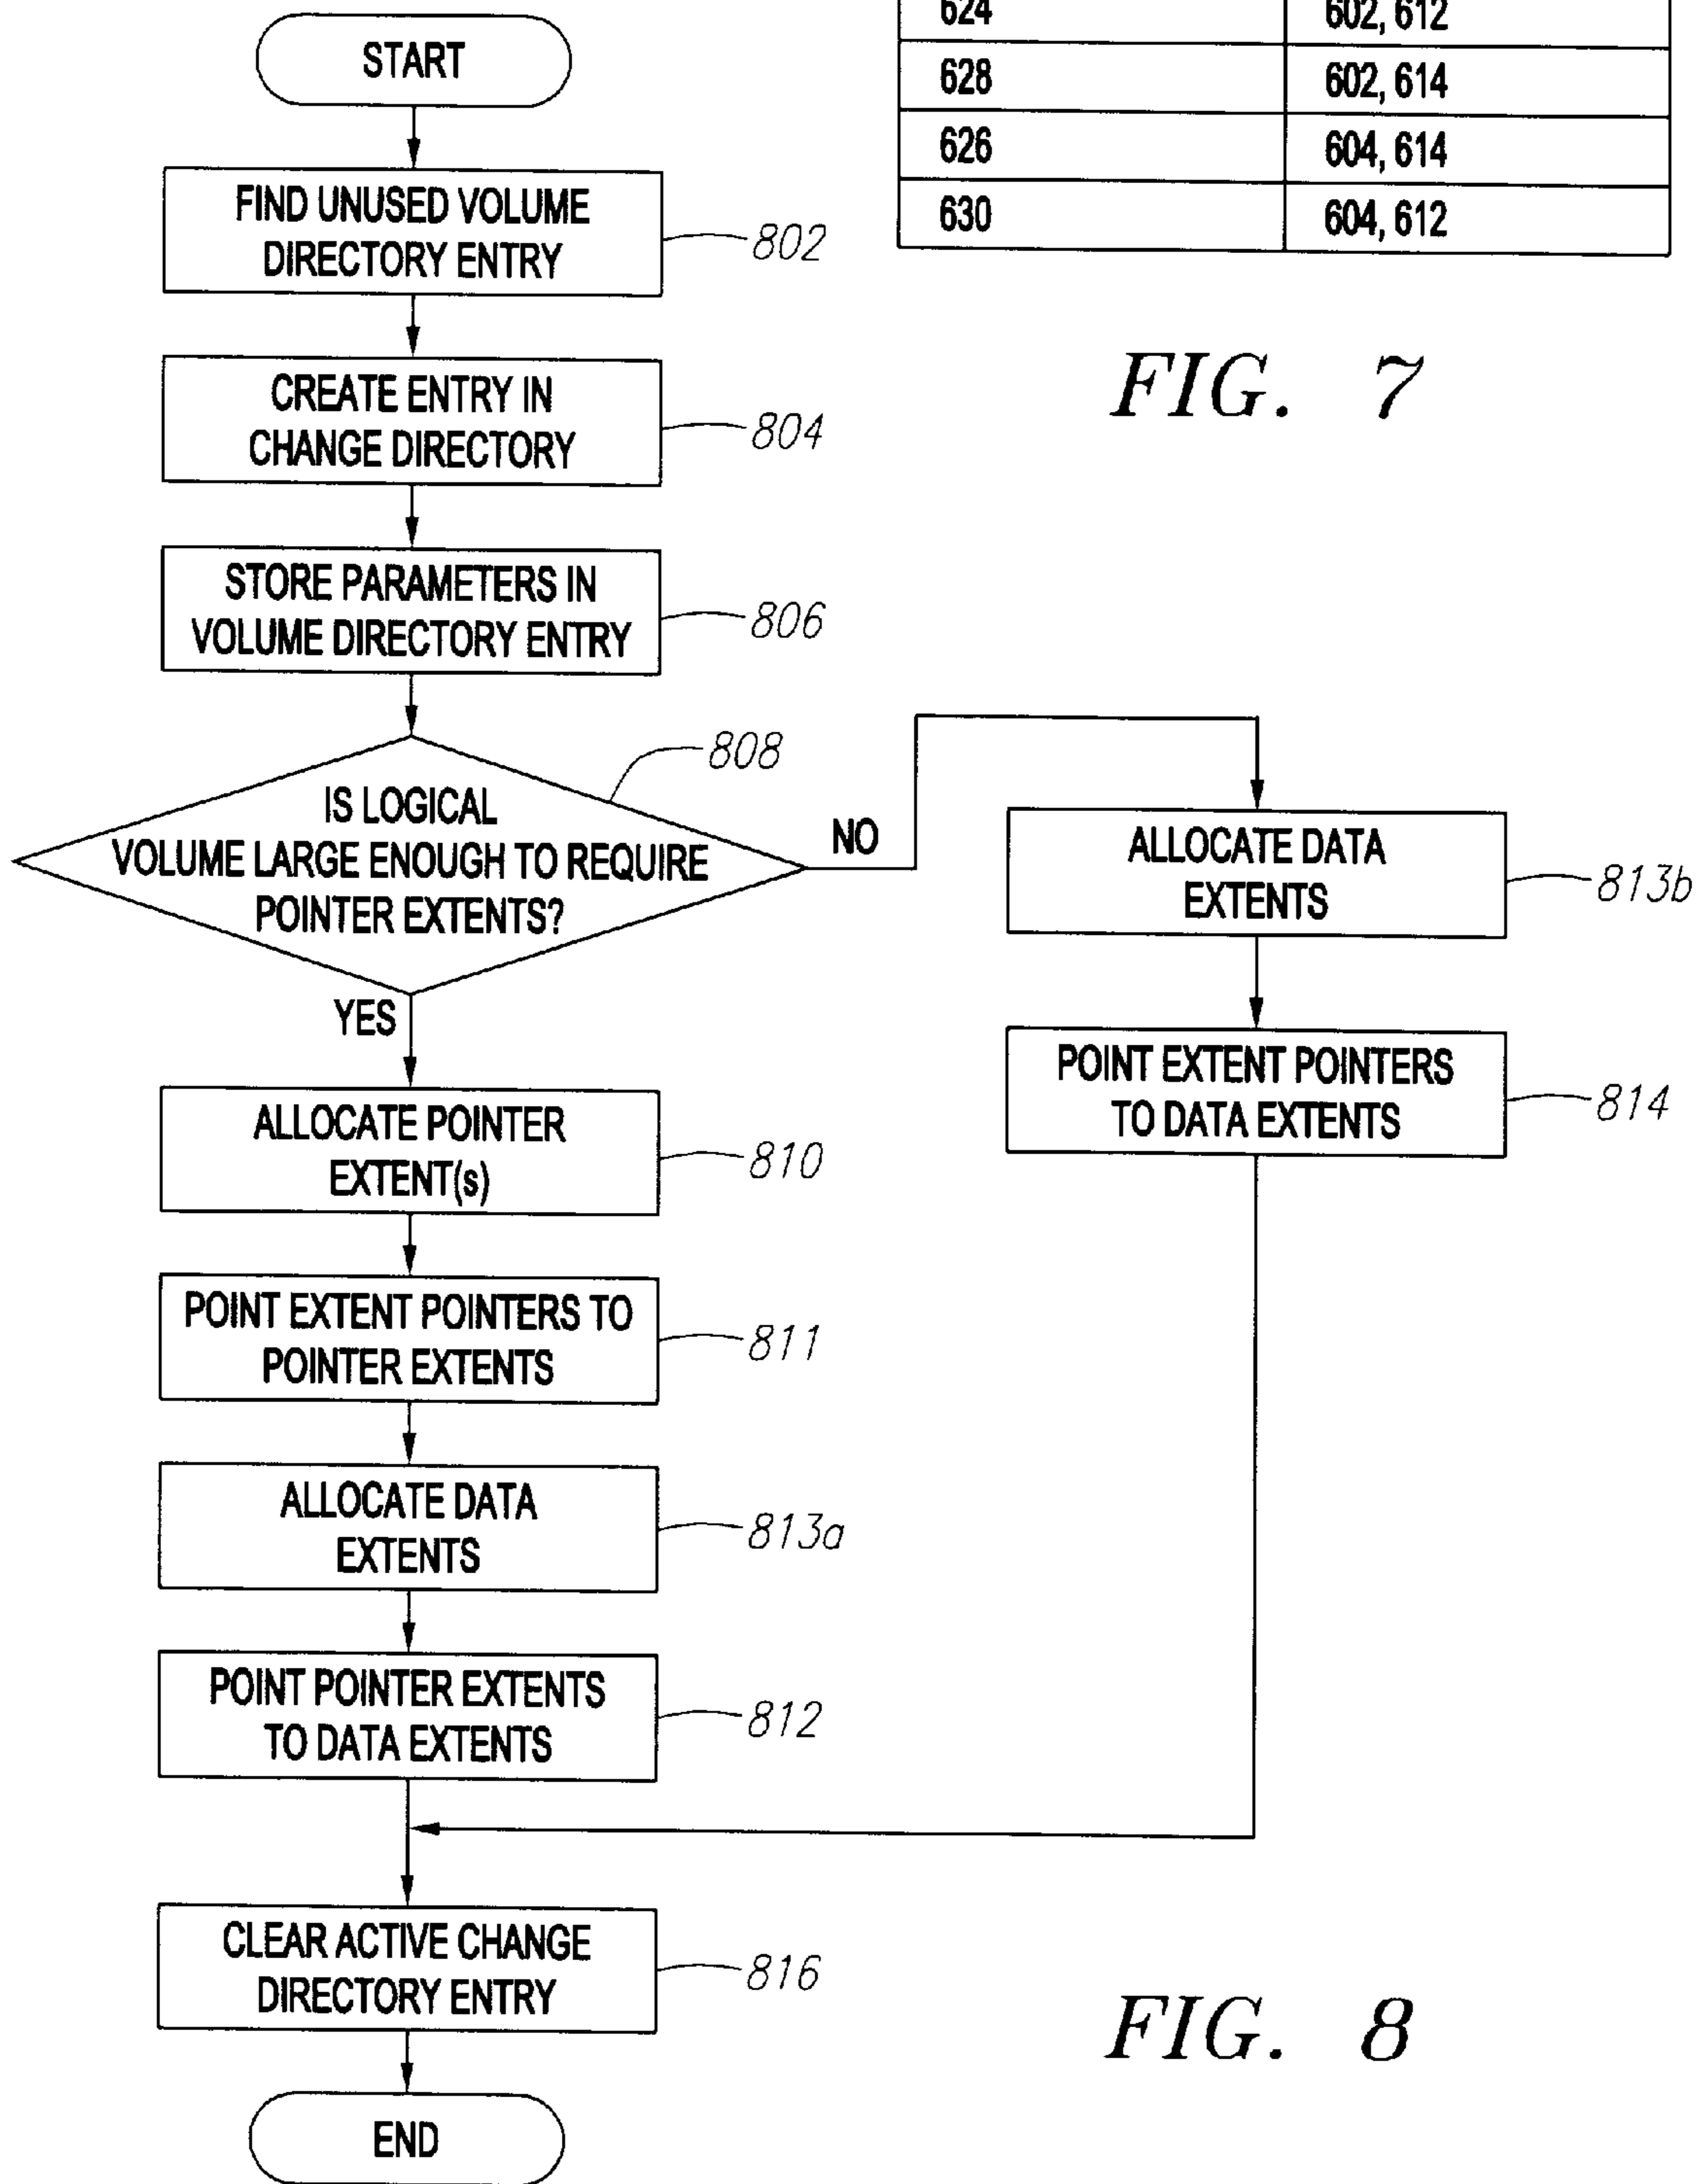 624 602, 612
628 602, 614
626 604, 614
630 604, 612
FIG. 7
START
FIND UNUSED VOLUME
DIRECTORY ENTRY
802
CREATE ENTRY IN
CHANGE DIRECTORY
804
STORE PARAMETERS IN
VOLUME DIRECTORY ENTRY
806
808
IS LOGICAL
VOLUME LARGE ENOUGH TO REQUIRE
POINTER EXTENTS?
NO
YES
ALLOCATE DATA
EXTENTS
813b
POINT EXTENT POINTERS
TO DATA EXTENTS
814
ALLOCATE POINTER
EXTENT(s)
810
POINT EXTENT POINTERS TO
POINTER EXTENTS
811
ALLOCATE DATA
EXTENTS
813a
POINT POINTER EXTENTS
TO DATA EXTENTS
812
CLEAR ACTIVE CHANGE
DIRECTORY ENTRY
816
END
FIG. 8